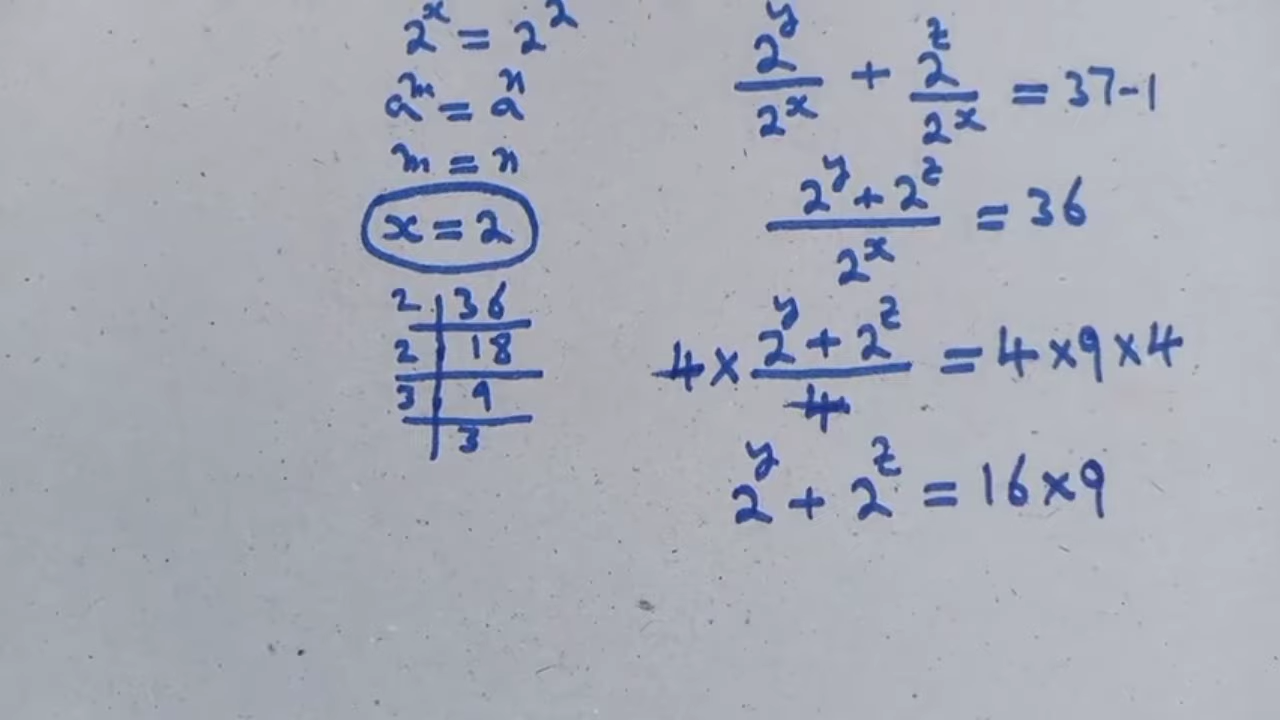 2^x = 2^2
a^m = a^n
m = n
x = 2
2 | 36
2 | 18
3 | 9
3
2^y/2^x + 2^z/2^x = 37-1
(2^y + 2^z)/2^x = 36
4 × (2^y + 2^z)/4 = 4×9×4
2^y + 2^z = 16×9